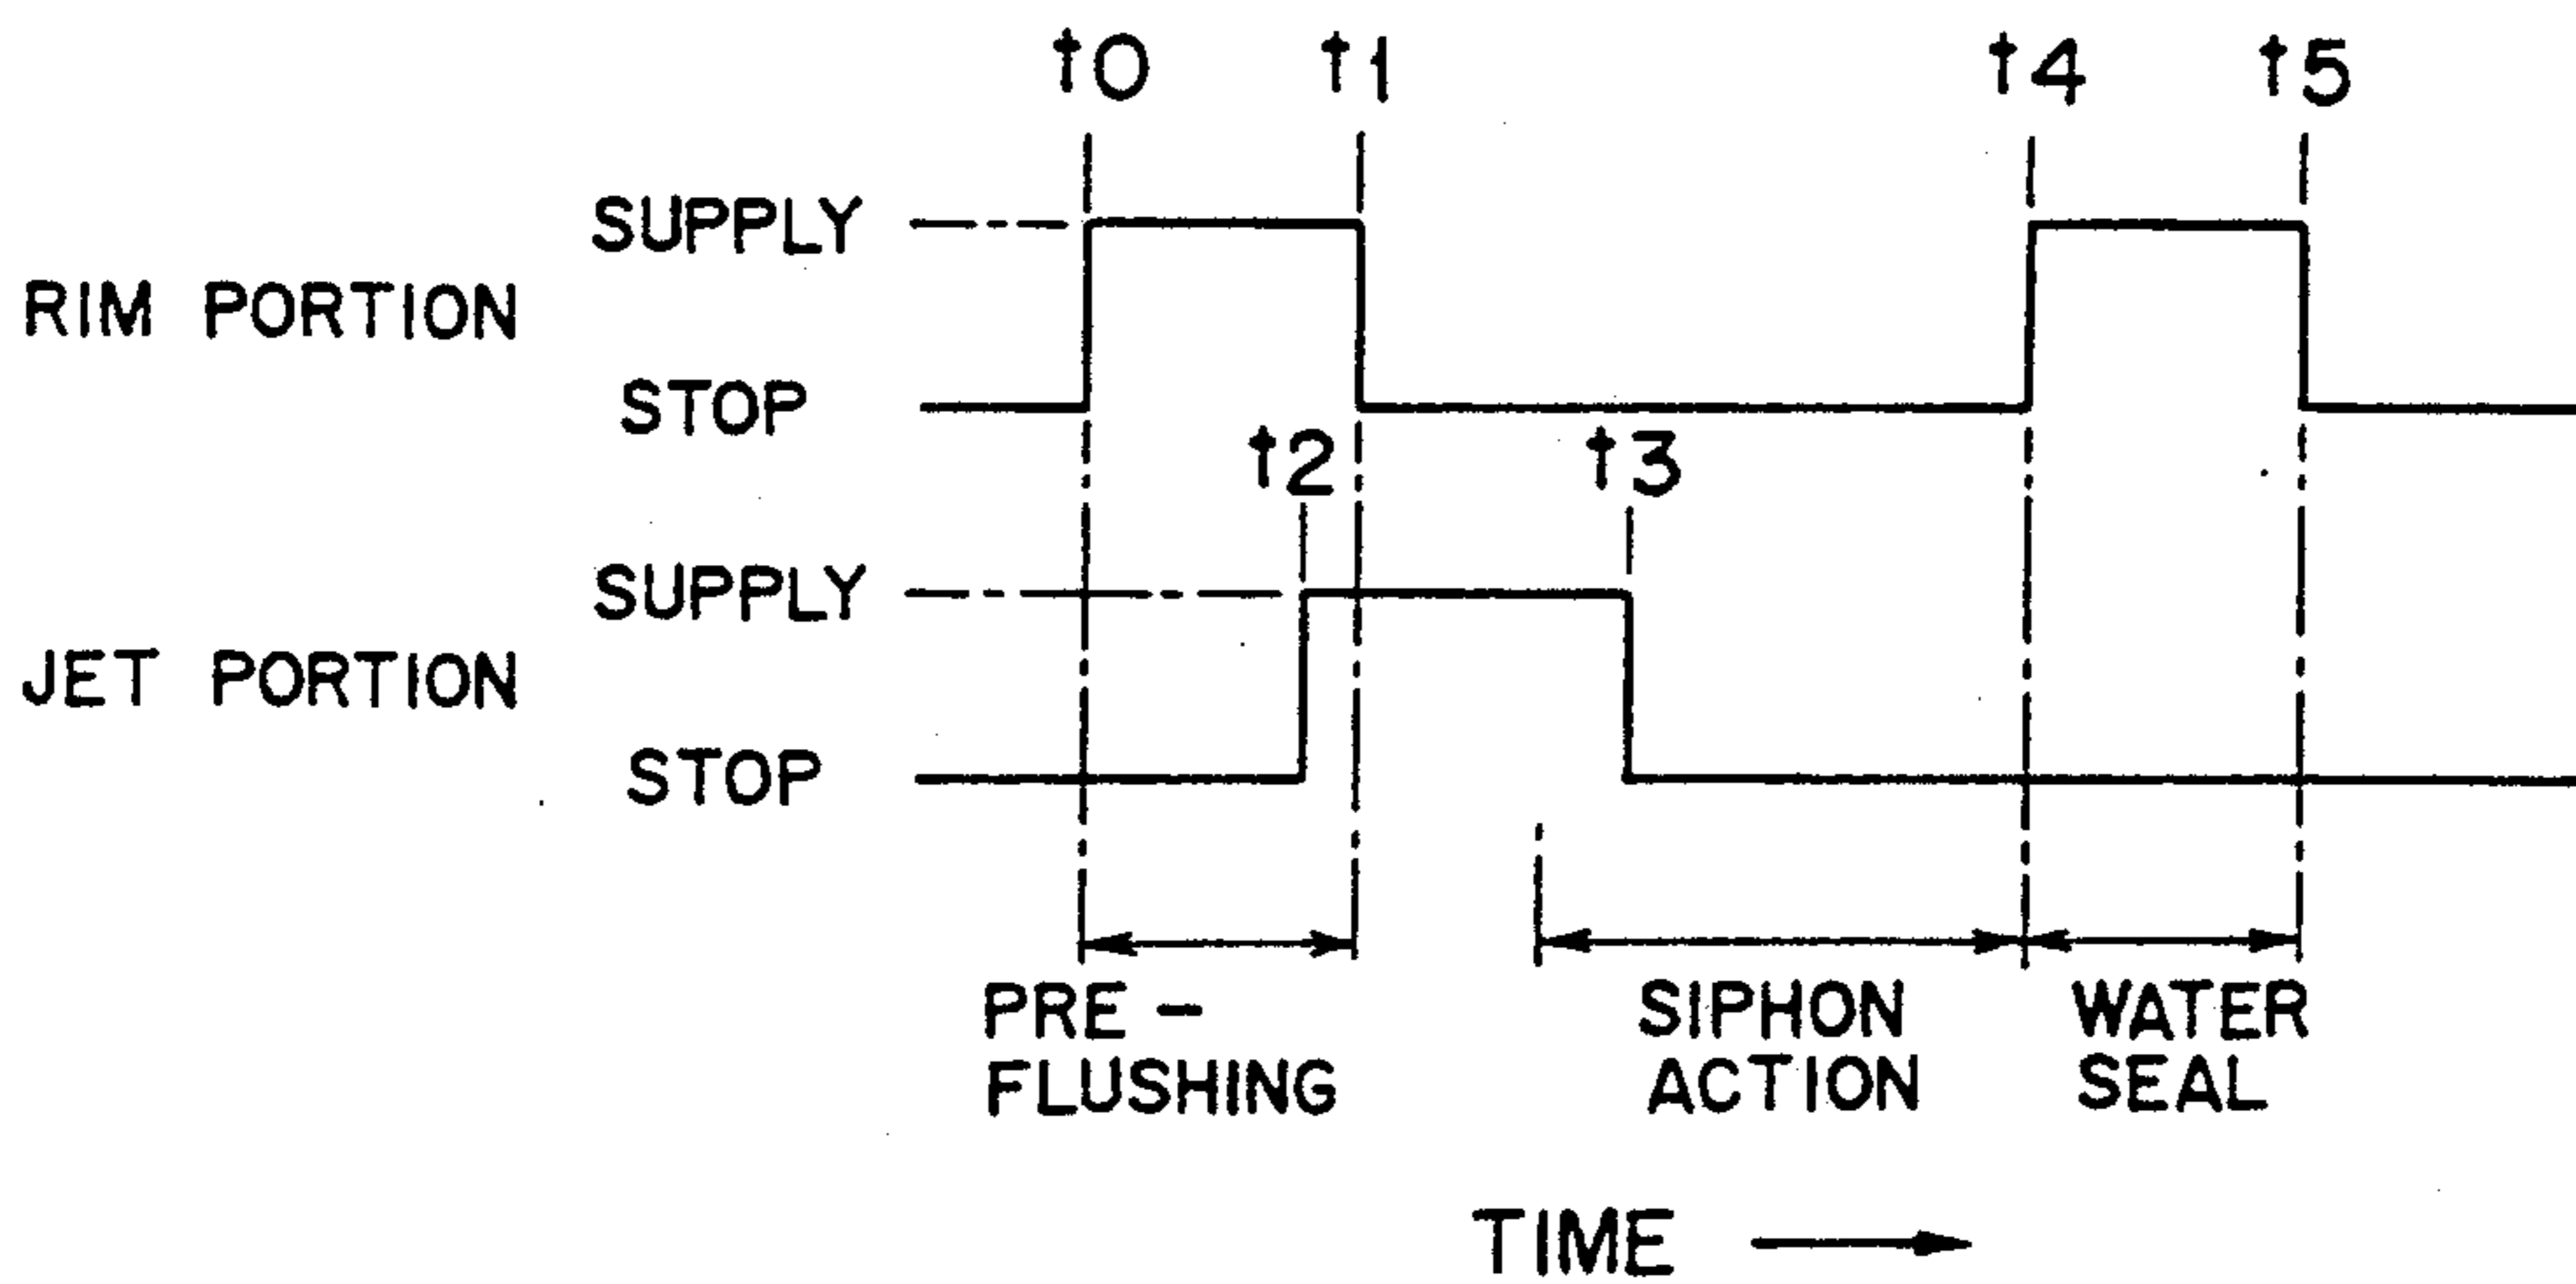 t0 t1 t4 t5
SUPPLY
RIM PORTION
STOP
t2 t3
SUPPLY
JET PORTION
STOP
PRE-
FLUSHING
SIPHON
ACTION
WATER
SEAL
TIME